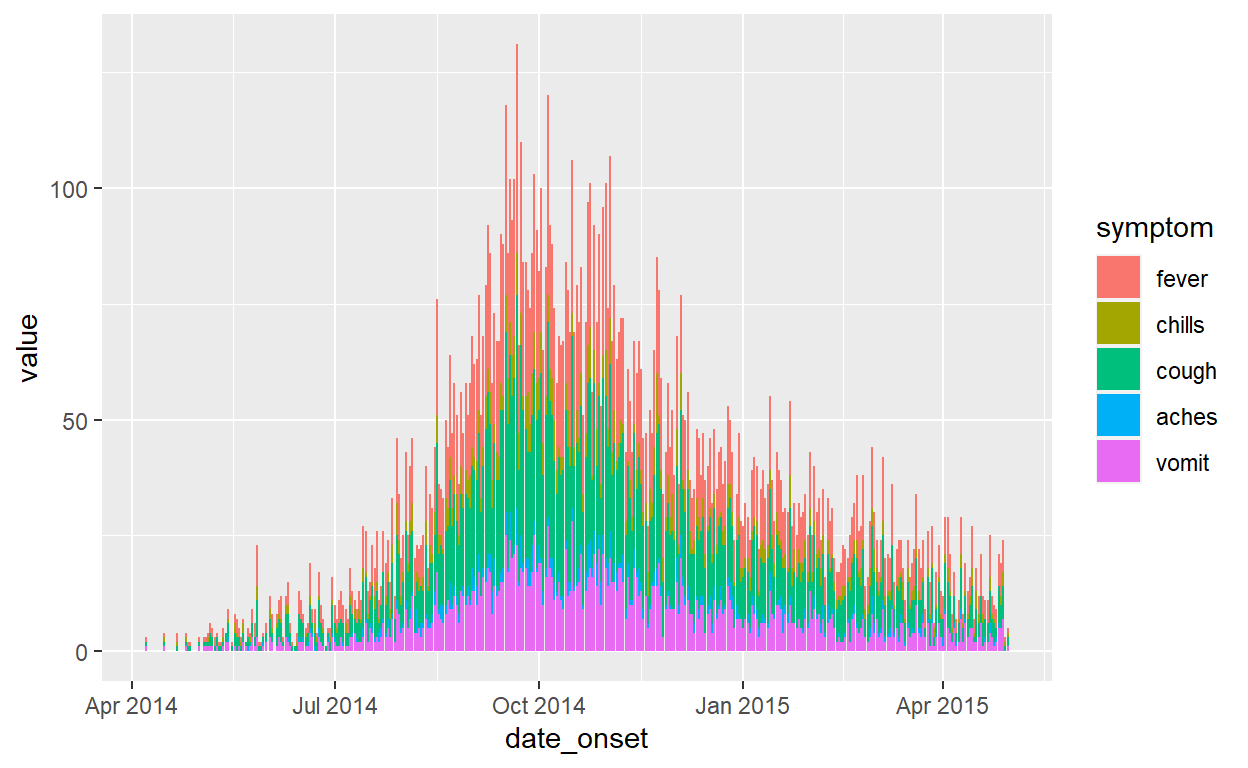 value
100
50
0
Apr 2014
Jul 2014
Oct 2014
Jan 2015
Apr 2015
date_onset
symptom
fever
chills
cough
aches
vomit